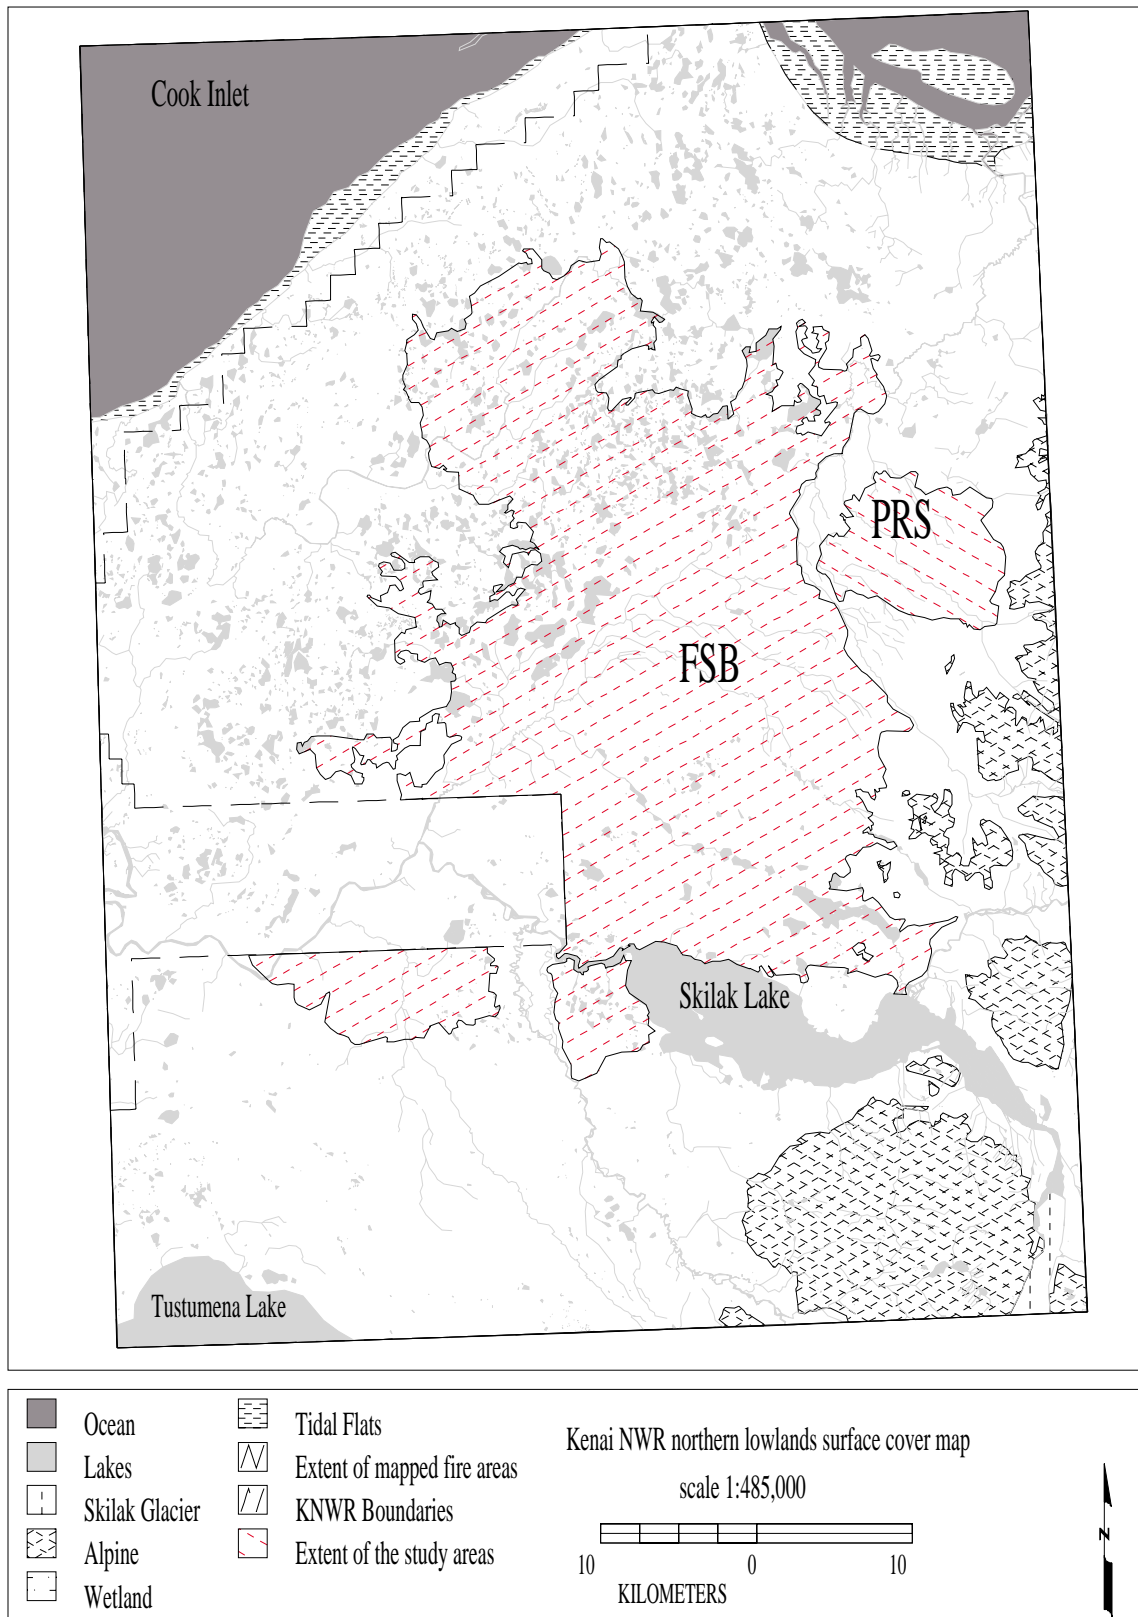 Cook Inlet
PRS
FSB
Skilak Lake
Tustumena Lake
Ocean
Lakes
Skilak Glacier
Alpine
Wetland
Tidal Flats
Extent of mapped fire areas
KNWR Boundaries
Extent of the study areas
Kenai NWR northern lowlands surface cover map
scale 1:485,000
10 0 10
KILOMETERS
N